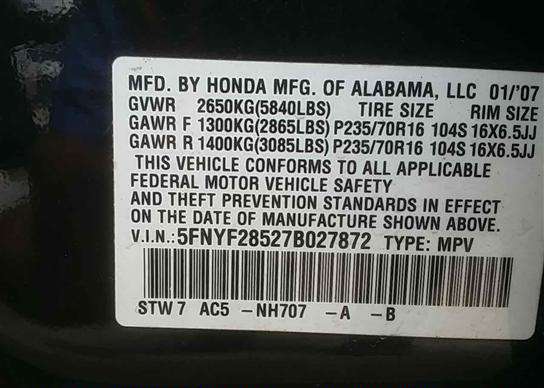 MFD. BY HONDA MFG. OF ALABAMA, LLC 01/'07
GVWR 2650KG(5840LBS) TIRE SIZE RIM SIZE
GAWR F 1300KG(2865LBS) P235/70R16 104S 16X6.5JJ
GAWR R 1400KG(3085LBS) P235/70R16 104S 16X6.5JJ
THIS VEHICLE CONFORMS TO ALL APPLICABLE
FEDERAL MOTOR VEHICLE SAFETY
AND THEFT PREVENTION STANDARDS IN EFFECT
ON THE DATE OF MANUFACTURE SHOWN ABOVE.
V.I.N.: 5FNYF28527B027872 TYPE: MPV
STW7 AC5 -NH707 -A -B